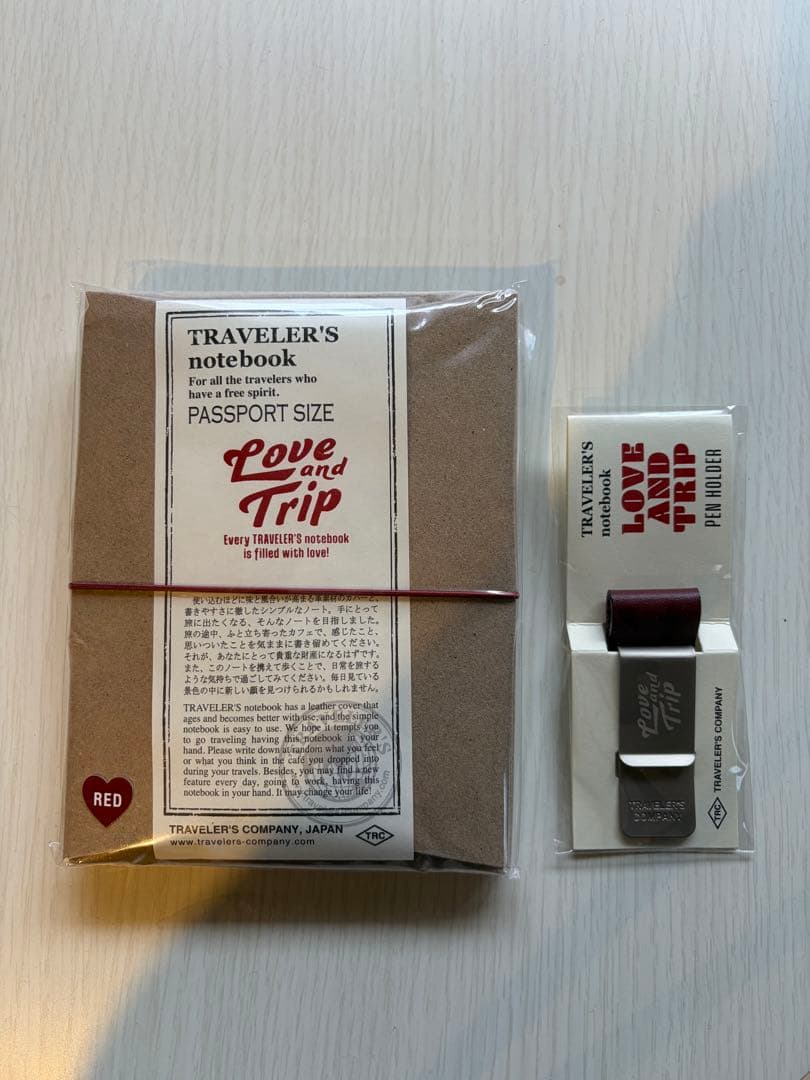 TRAVELER'S
notebook
For all the travelers who
have a free spirit.
PASSPORT SIZE
Love
and
Trip
Every TRAVELER'S notebook
is filled with love!
使い込むほどに味と風合いが高まる革素材のカバーと、
書きやすさに徹したシンプルなノート。手にとって
旅に出たくなる、そんなノートを目指しました。
旅の途中、ふと立ち寄ったカフェで、感じたこと、
思いついたことを気ままに書き留めてください。
それが、あなたにとって貴重な財産になるはずです。
また、このノートを携えて歩くことで、日常を旅する
ような気持ちで過ごしてみてください。毎日見ている
景色の中に新しい顔を見つけられるかもしれません。
TRAVELER'S notebook has a leather cover that
ages and becomes better with use, and the simple
notebook is easy to use. We hope it tempts you
to go traveling having this notebook in your
hand. Please write down at random what you feel
or what you think in the café you dropped into
during your travels. Besides, you may find a new
feature every day, going to work, having this
notebook in your hand. It may change your life!
RED
TRAVELER'S COMPANY, JAPAN
www.travelers-company.com
TRC
TRAVELER'S
notebook
LOVE
AND
TRIP
PEN HOLDER
Love
and
Trip
TRAVELER'S
COMPANY
TRC
TRAVELER'S COMPANY